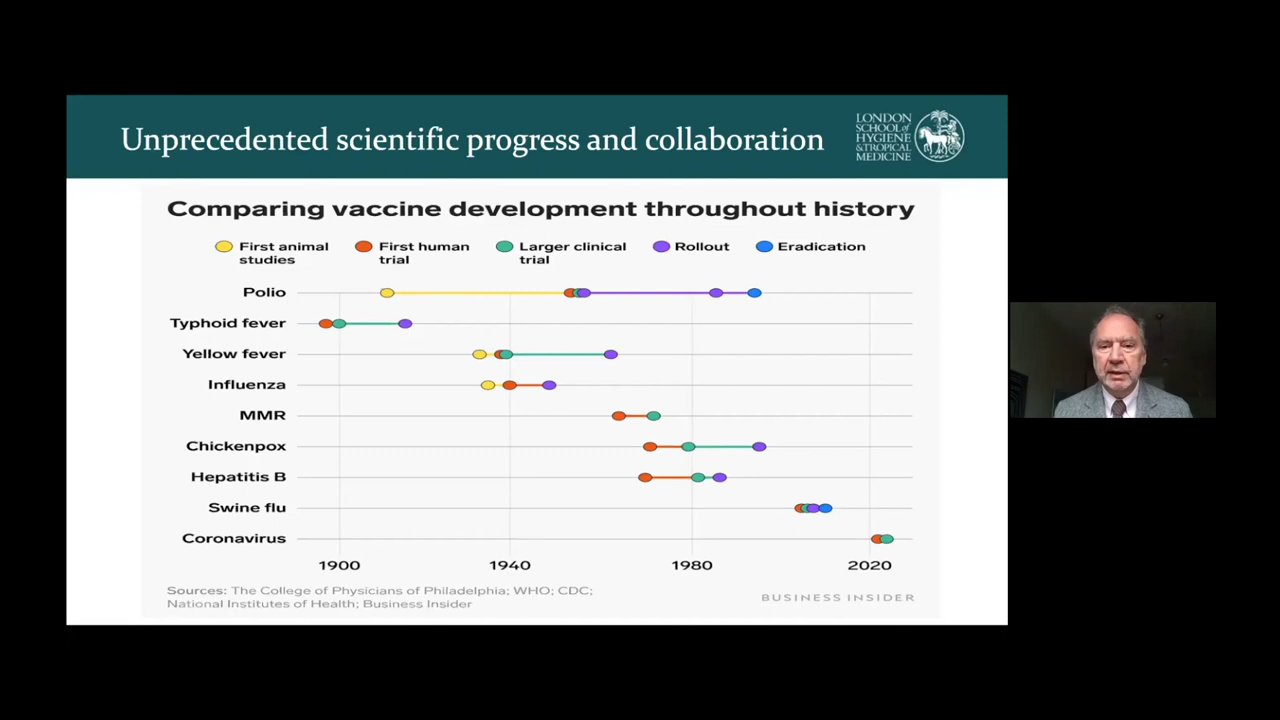 Unprecedented scientific progress and collaboration
LONDON
SCHOOL of
HYGIENE
& TROPICAL
MEDICINE
Comparing vaccine development throughout history
First animal
studies
First human
trial
Larger clinical
trial
Rollout
Eradication
Polio
Typhoid fever
Yellow fever
Influenza
MMR
Chickenpox
Hepatitis B
Swine flu
Coronavirus
1900 1940 1980 2020
Sources: The College of Physicians of Philadelphia; WHO; CDC;
National Institutes of Health; Business Insider
BUSINESS INSIDER